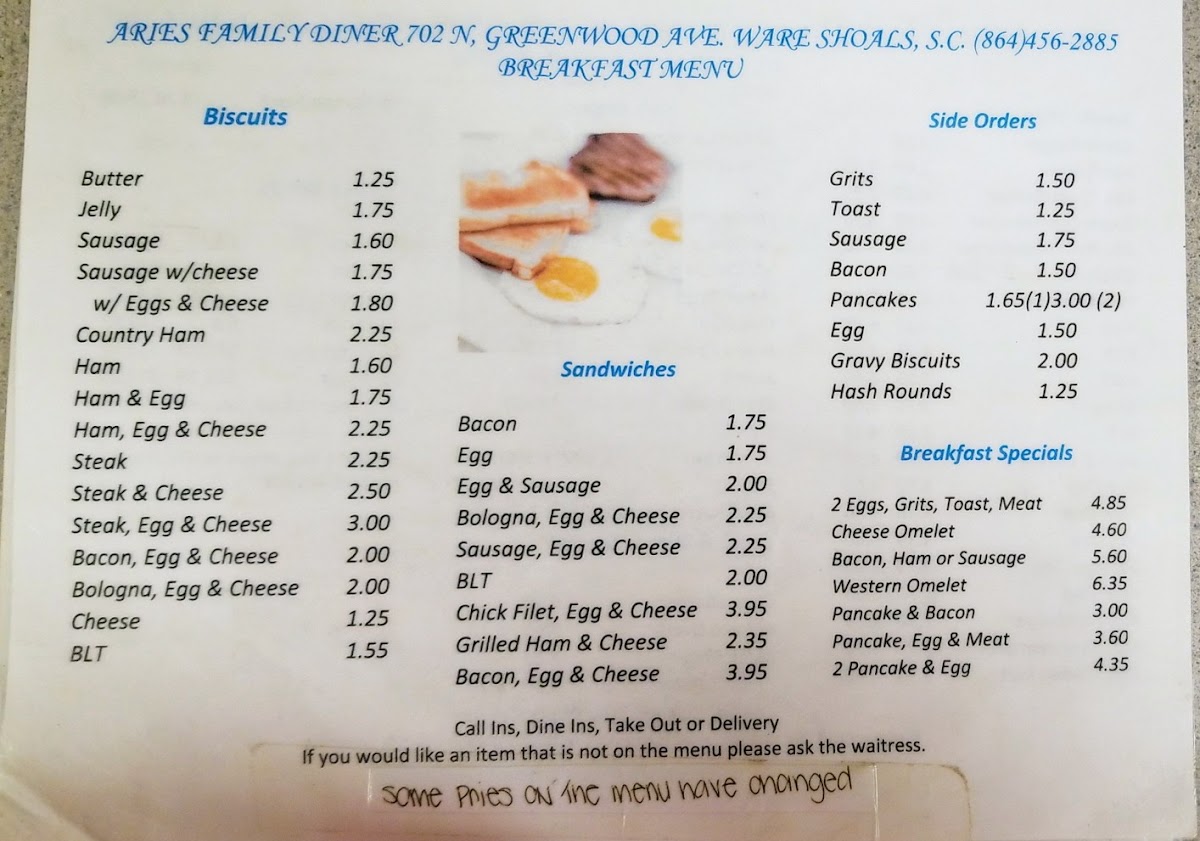 ARIES FAMILY DINER 702 N, GREENWOOD AVE. WARE SHOALS, S.C. (864)456-2885
BREAKFAST MENU
Biscuits
Butter 1.25
Jelly 1.75
Sausage 1.60
Sausage w/cheese 1.75
w/ Eggs & Cheese 1.80
Country Ham 2.25
Ham 1.60
Ham & Egg 1.75
Ham, Egg & Cheese 2.25
Steak 2.25
Steak & Cheese 2.50
Steak, Egg & Cheese 3.00
Bacon, Egg & Cheese 2.00
Bologna, Egg & Cheese 2.00
Cheese 1.25
BLT 1.55
Sandwiches
Bacon 1.75
Egg 1.75
Egg & Sausage 2.00
Bologna, Egg & Cheese 2.25
Sausage, Egg & Cheese 2.25
BLT 2.00
Chick Filet, Egg & Cheese 3.95
Grilled Ham & Cheese 2.35
Bacon, Egg & Cheese 3.95
Side Orders
Grits 1.50
Toast 1.25
Sausage 1.75
Bacon 1.50
Pancakes 1.65(1)3.00 (2)
Egg 1.50
Gravy Biscuits 2.00
Hash Rounds 1.25
Breakfast Specials
2 Eggs, Grits, Toast, Meat 4.85
Cheese Omelet 4.60
Bacon, Ham or Sausage 5.60
Western Omelet 6.35
Pancake & Bacon 3.00
Pancake, Egg & Meat 3.60
2 Pancake & Egg 4.35
Call Ins, Dine Ins, Take Out or Delivery
If you would like an item that is not on the menu please ask the waitress.
some Pries on The menu have changed